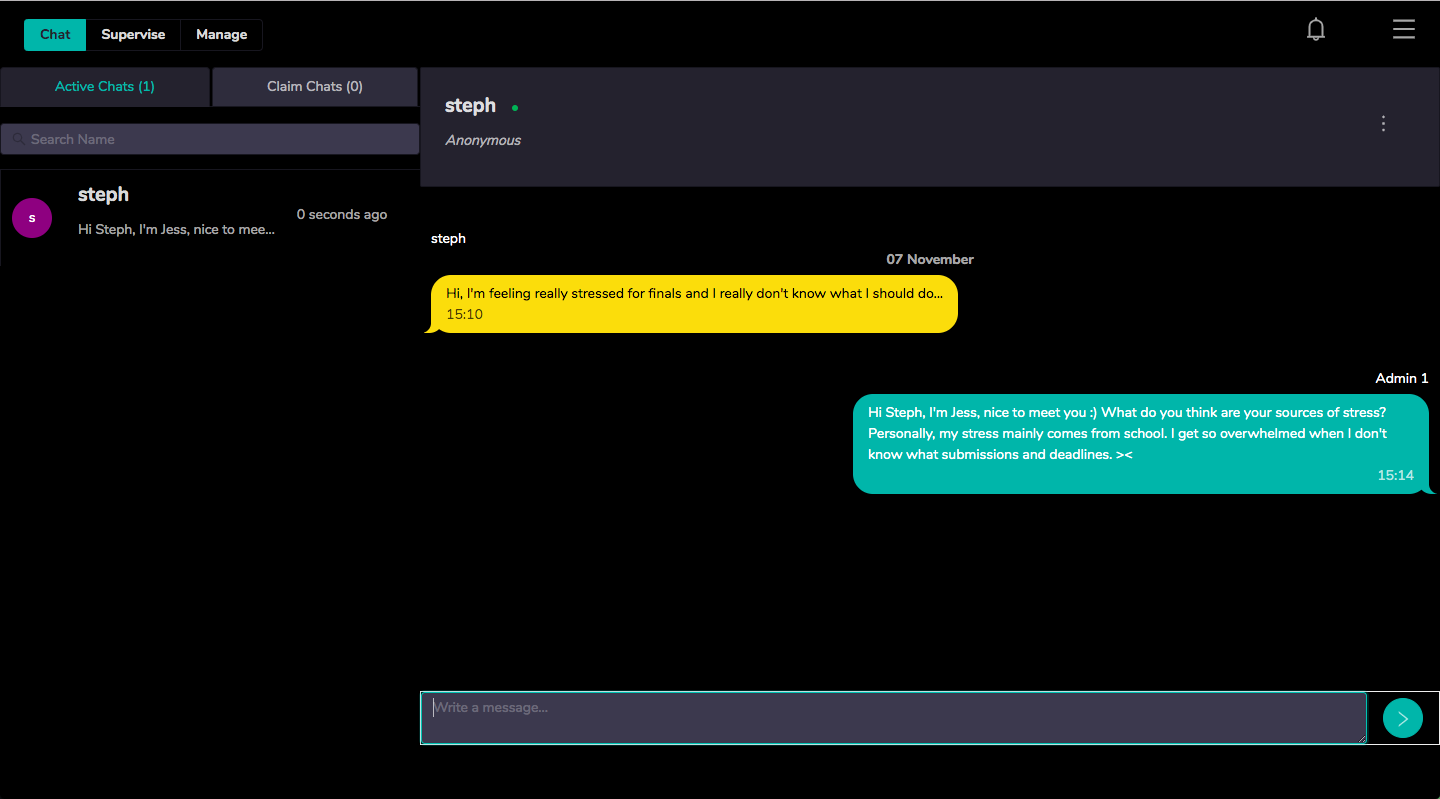 Chat
Supervise
Manage
Active Chats (1)
Claim Chats (0)
Search Name
s
steph
Hi Steph, I'm Jess, nice to mee...
0 seconds ago
steph
Anonymous
steph
07 November
Hi, I'm feeling really stressed for finals and I really don't know what I should do...
15:10
Admin 1
Hi Steph, I'm Jess, nice to meet you :) What do you think are your sources of stress?
Personally, my stress mainly comes from school. I get so overwhelmed when I don't
know what submissions and deadlines. ><
15:14
Write a message...